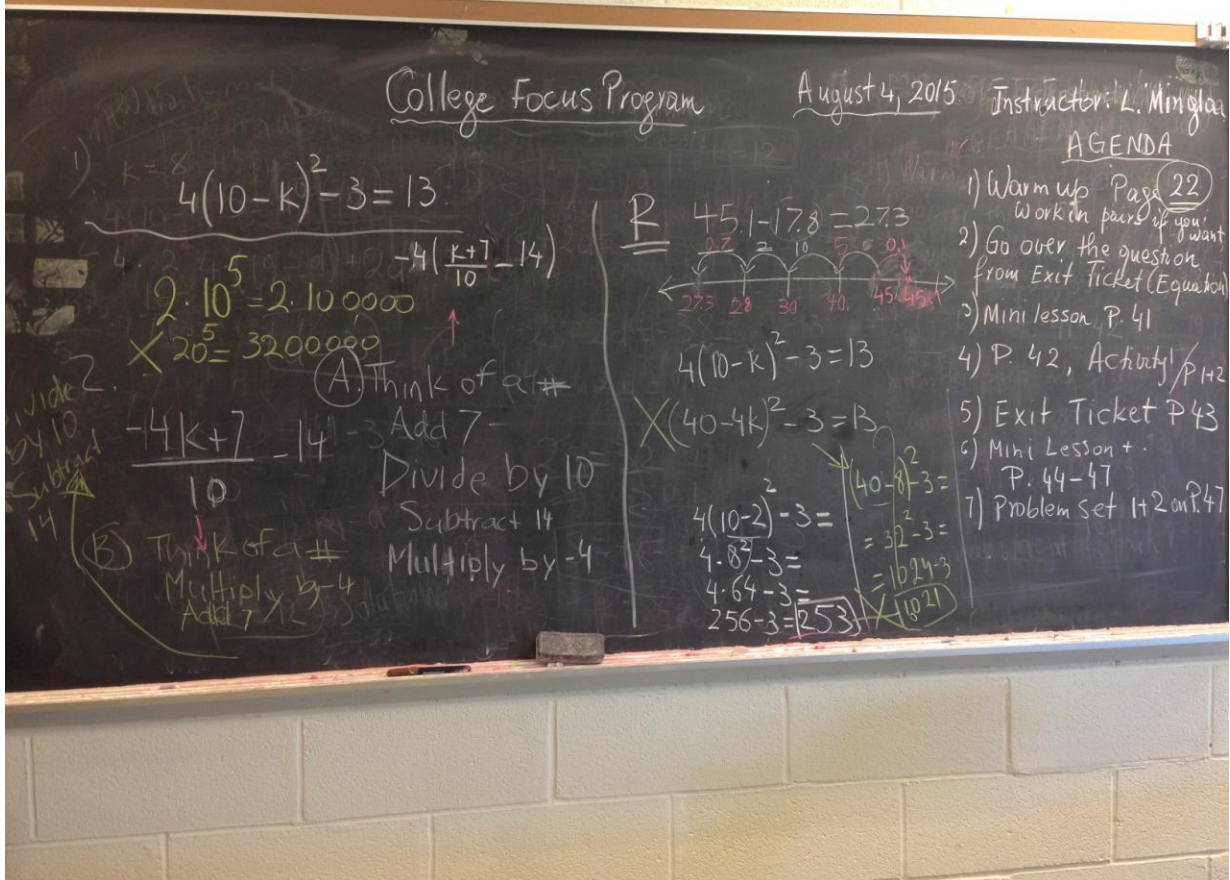 College Focus Program
August 4, 2015
Instructor: L. Mingla
1)
4(10-k)² - 3 = 13
-4(k+7/10 - 14)
2·10⁵ = 2·100000
X 20⁵ = 3200000
2.
-4k+7/10 - 14
A. Think of a #
Add 7
Divide by 10
Subtract 14
Multiply by -4
B Think of a #
Multiply by -4
Add 7
Divide
by 10
Subtract
14
R
45.1-17.8 = 27.3
0.7 2 10 5 0.1
27.3 28 30 40 45 45.1
4(10-k)² - 3 = 13
X (40-4k)² - 3 = 13
4(10-2)² - 3 =
4·8² - 3 =
4·64 - 3 =
256 - 3 = 253
(40-8)² - 3 =
= 32² - 3 =
= 1024-3
X 1021
AGENDA
1) Warm up Page 22
Work in pairs if you want
2) Go over the question
from Exit Ticket (Equation)
3) Mini lesson P. 41
4) P. 42, Activity 1 / P 1+2
5) Exit Ticket P 43
6) Mini Lesson +
P. 44-47
7) Problem Set 1+2 on P.47